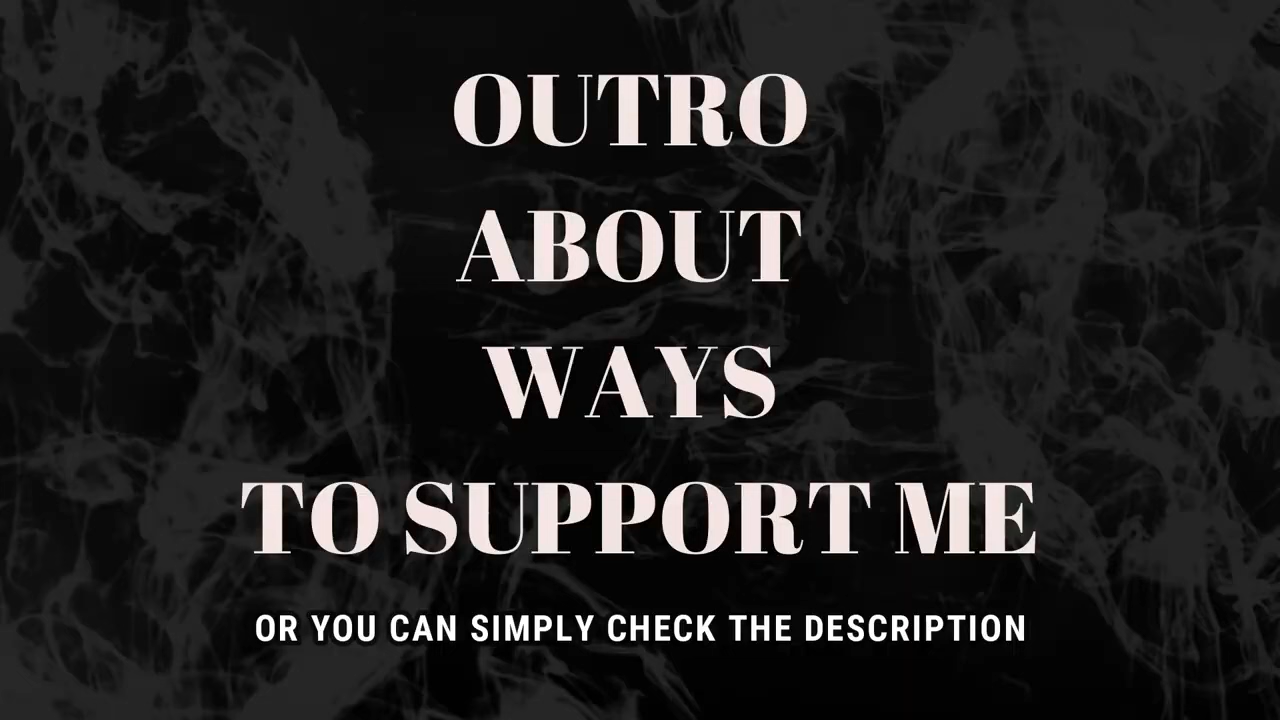 OUTRO
ABOUT
WAYS
TO SUPPORT ME
OR YOU CAN SIMPLY CHECK THE DESCRIPTION